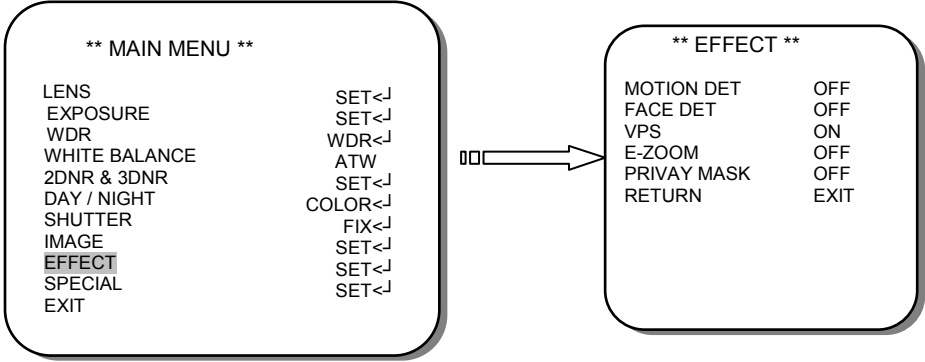 ** MAIN MENU **
LENS SET<┘
EXPOSURE SET<┘
WDR WDR<┘
WHITE BALANCE ATW
2DNR & 3DNR SET<┘
DAY / NIGHT COLOR<┘
SHUTTER FIX<┘
IMAGE SET<┘
EFFECT SET<┘
SPECIAL SET<┘
EXIT
** EFFECT **
MOTION DET OFF
FACE DET OFF
VPS ON
E-ZOOM OFF
PRIVAY MASK OFF
RETURN EXIT